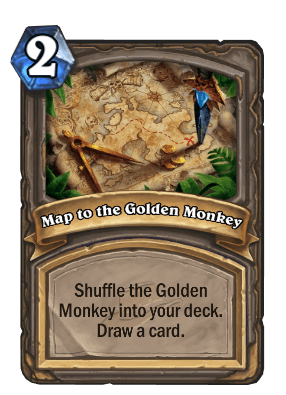 2
Map to the Golden Monkey
Shuffle the Golden
Monkey into your deck.
Draw a card.